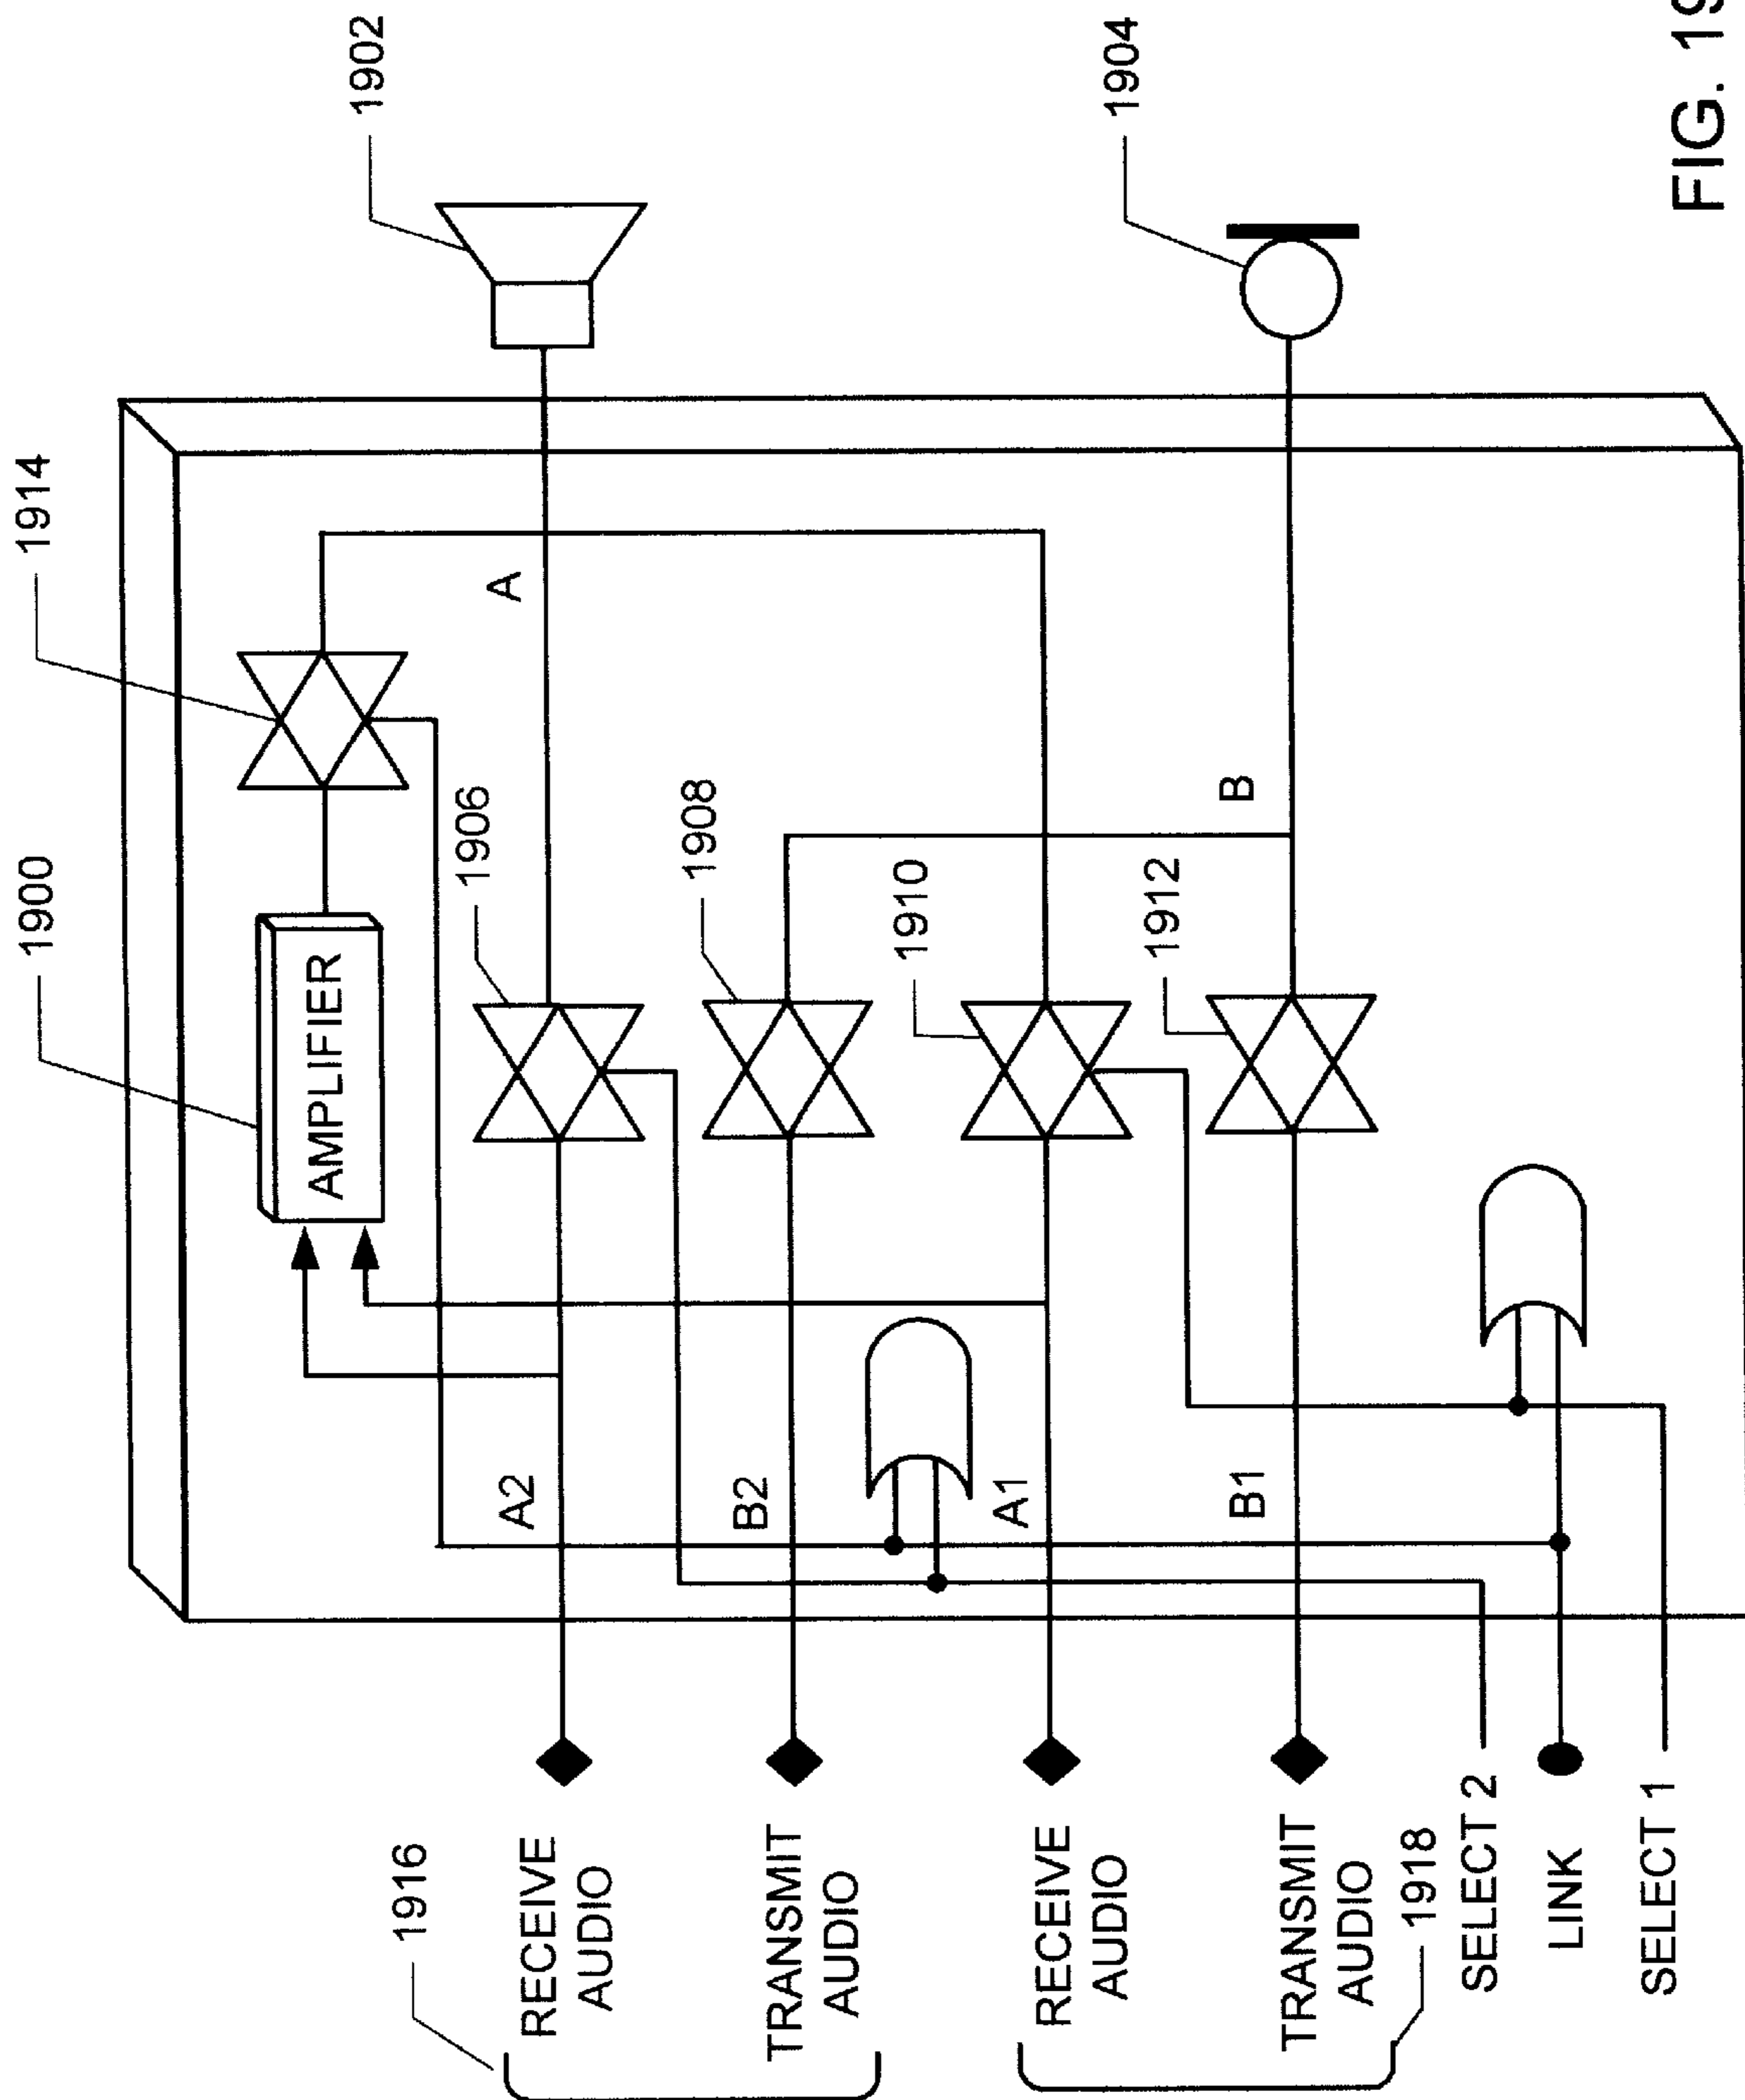 1900
1914
1902
AMPLIFIER
1916
1906
RECEIVE
AUDIO
A2
A
1908
TRANSMIT
AUDIO
B2
1910
RECEIVE
AUDIO
A1
1904
1912
TRANSMIT
AUDIO
B1
B
1918
SELECT 2
LINK
SELECT 1
FIG. 19